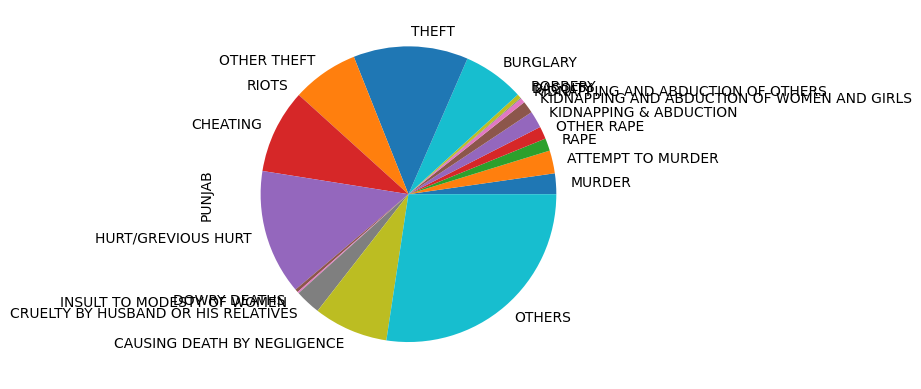 THEFT
OTHER THEFT
BURGLARY
RIOTS
ROBBERY
KIDNAPPING AND ABDUCTION OF OTHERS
KIDNAPPING AND ABDUCTION OF WOMEN AND GIRLS
KIDNAPPING & ABDUCTION
CHEATING
OTHER RAPE
RAPE
ATTEMPT TO MURDER
MURDER
PUNJAB
HURT/GREVIOUS HURT
DOWRY DEATHS
INSULT TO MODESTY OF WOMEN
CRUELTY BY HUSBAND OR HIS RELATIVES
OTHERS
CAUSING DEATH BY NEGLIGENCE